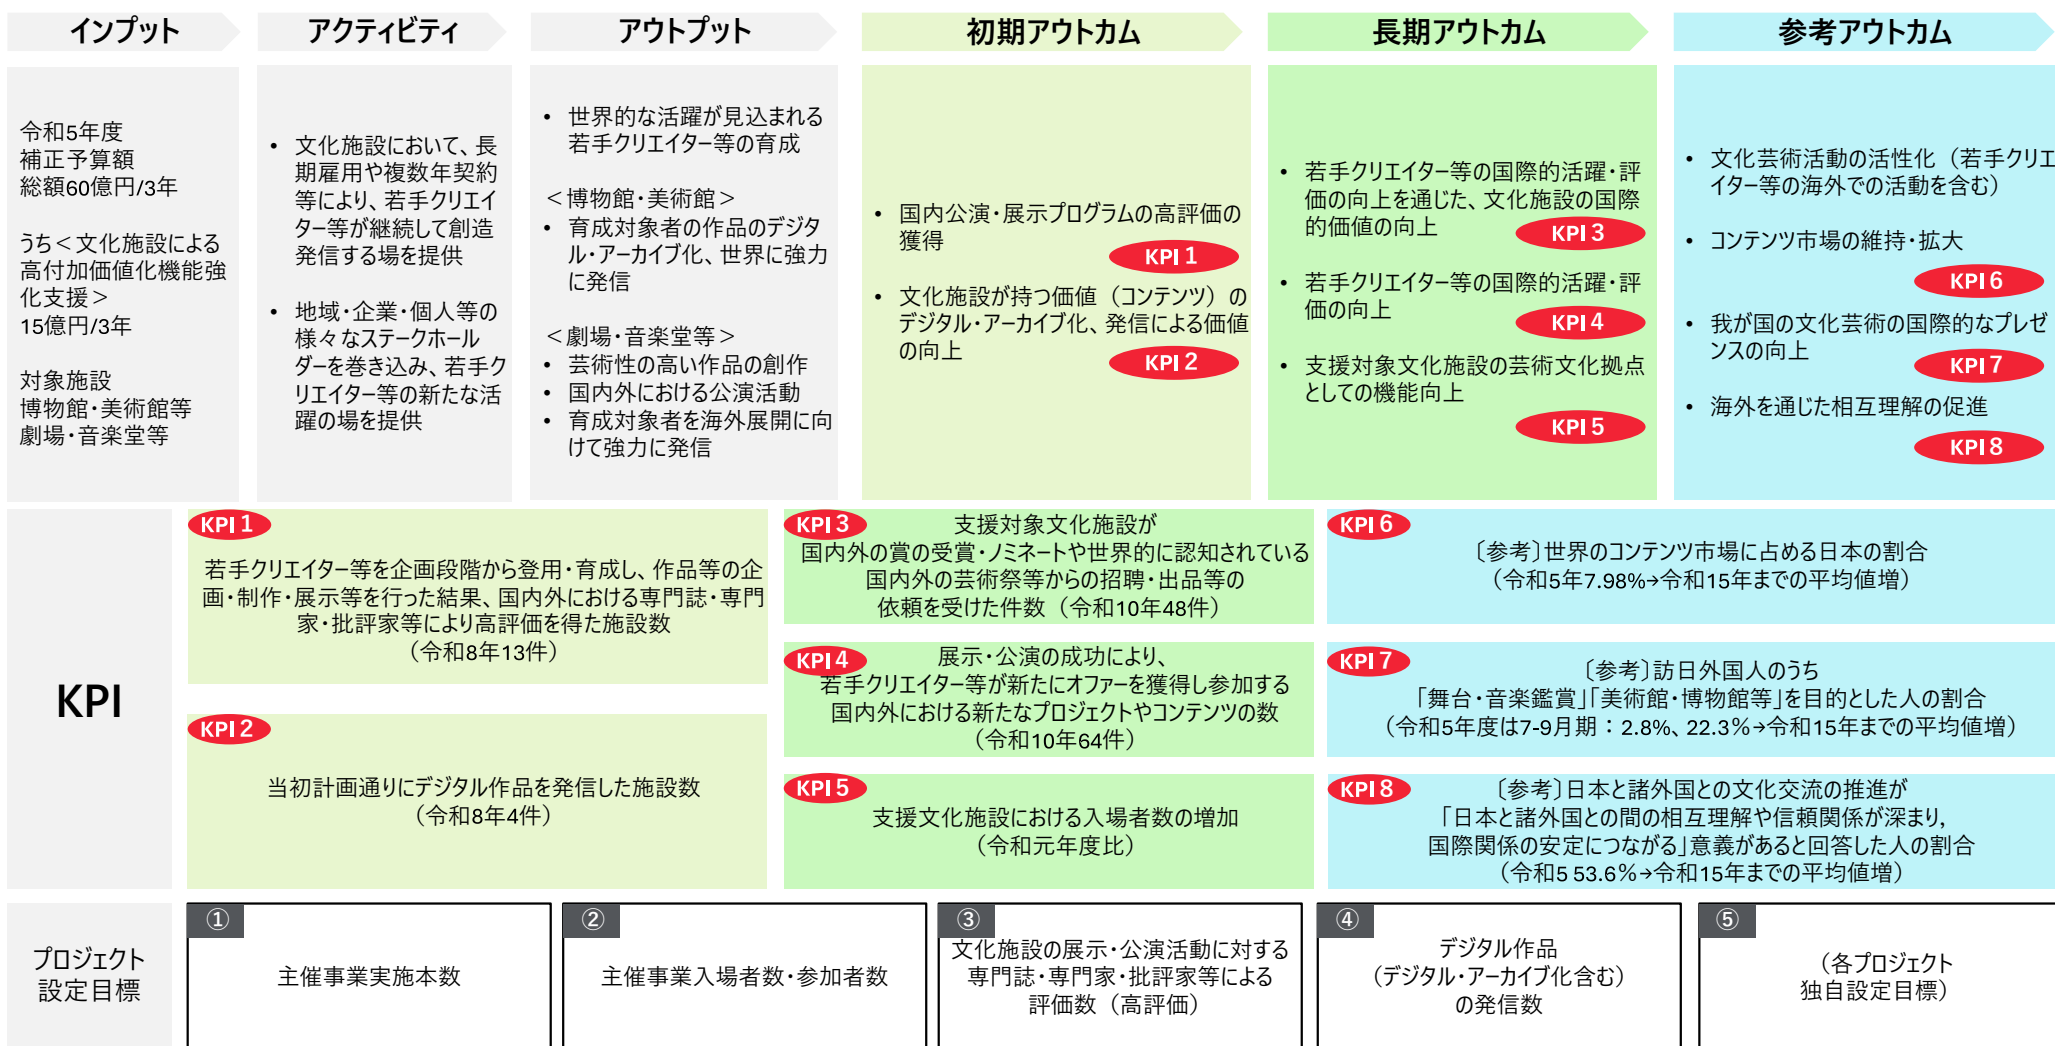 インプット
アクティビティ
アウトプット
初期アウトカム
長期アウトカム
参考アウトカム
令和5年度
補正予算額
総額60億円/3年
うち＜文化施設による
高付加価値化機能強
化支援＞
15億円/3年
対象施設
博物館・美術館等
劇場・音楽堂等
• 文化施設において、長
期雇用や複数年契約
等により、若手クリエイ
ター等が継続して創造
発信する場を提供
• 地域・企業・個人等の
様々なステークホール
ダーを巻き込み、若手ク
リエイター等の新たな活
躍の場を提供
• 世界的な活躍が見込まれる
若手クリエイター等の育成
＜博物館・美術館＞
• 育成対象者の作品のデジタ
ル・アーカイブ化、世界に強力
に発信
＜劇場・音楽堂等＞
• 芸術性の高い作品の創作
• 国内外における公演活動
• 育成対象者を海外展開に向
けて強力に発信
• 国内公演・展示プログラムの高評価の
獲得
KPI 1
• 文化施設が持つ価値（コンテンツ）の
デジタル・アーカイブ化、発信による価値
の向上
KPI 2
• 若手クリエイター等の国際的活躍・評
価の向上を通じた、文化施設の国際
的価値の向上
KPI 3
• 若手クリエイター等の国際的活躍・評
価の向上
KPI 4
• 支援対象文化施設の芸術文化拠点
としての機能向上
KPI 5
• 文化芸術活動の活性化（若手クリエ
イター等の海外での活動を含む）
• コンテンツ市場の維持・拡大
KPI 6
• 我が国の文化芸術の国際的なプレゼ
ンスの向上
KPI 7
• 海外を通じた相互理解の促進
KPI 8
KPI
KPI 1
若手クリエイター等を企画段階から登用・育成し、作品等の企
画・制作・展示等を行った結果、国内外における専門誌・専門
家・批評家等により高評価を得た施設数
（令和8年13件）
KPI 2
当初計画通りにデジタル作品を発信した施設数
（令和8年4件）
KPI 3
支援対象文化施設が
国内外の賞の受賞・ノミネートや世界的に認知されている
国内外の芸術祭等からの招聘・出品等の
依頼を受けた件数（令和10年48件）
KPI 4
展示・公演の成功により、
若手クリエイター等が新たにオファーを獲得し参加する
国内外における新たなプロジェクトやコンテンツの数
（令和10年64件）
KPI 5
支援文化施設における入場者数の増加
（令和元年度比）
KPI 6
〔参考〕世界のコンテンツ市場に占める日本の割合
（令和5年7.98%→令和15年までの平均値増）
KPI 7
〔参考〕訪日外国人のうち
「舞台・音楽鑑賞」「美術館・博物館等」を目的とした人の割合
（令和5年度は7-9月期：2.8%、22.3％→令和15年までの平均値増）
KPI 8
〔参考〕日本と諸外国との文化交流の推進が
「日本と諸外国との間の相互理解や信頼関係が深まり,
国際関係の安定につながる」意義があると回答した人の割合
（令和5 53.6％→令和15年までの平均値増）
プロジェクト
設定目標
①
主催事業実施本数
②
主催事業入場者数・参加者数
③
文化施設の展示・公演活動に対する
専門誌・専門家・批評家等による
評価数（高評価）
④
デジタル作品
（デジタル・アーカイブ化含む）
の発信数
⑤
（各プロジェクト
独自設定目標）